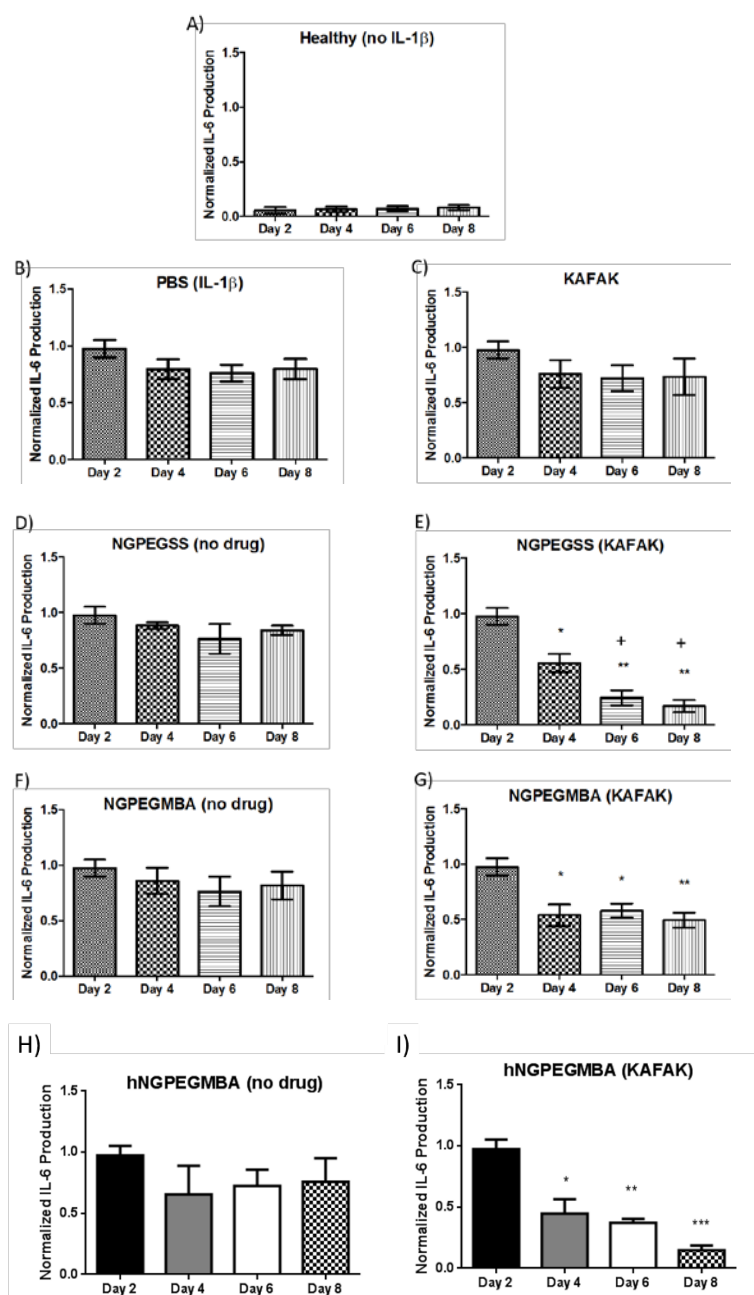 A)
Healthy (no IL-1β)
Normalized IL-6 Production
1.5
1.0
0.5
0.0
Day 2 Day 4 Day 6 Day 8
B)
PBS (IL-1β)
Normalized IL-6 Production
1.5
1.0
0.5
0.0
Day 2 Day 4 Day 6 Day 8
C)
KAFAK
Normalized IL-6 Production
1.5
1.0
0.5
0.0
Day 2 Day 4 Day 6 Day 8
D)
NGPEGSS (no drug)
Normalized IL-6 Production
1.5
1.0
0.5
0.0
Day 2 Day 4 Day 6 Day 8
E)
NGPEGSS (KAFAK)
Normalized IL-6 Production
1.5
1.0
0.5
0.0
* + ** + **
Day 2 Day 4 Day 6 Day 8
F)
NGPEGMBA (no drug)
Normalized IL-6 Production
1.5
1.0
0.5
0.0
Day 2 Day 4 Day 6 Day 8
G)
NGPEGMBA (KAFAK)
Normalized IL-6 Production
1.5
1.0
0.5
0.0
* * **
Day 2 Day 4 Day 6 Day 8
H)
hNGPEGMBA (no drug)
Normalized IL-6 Production
1.5
1.0
0.5
0.0
Day 2 Day 4 Day 6 Day 8
I)
hNGPEGMBA (KAFAK)
Normalized IL-6 Production
1.5
1.0
0.5
0.0
* ** ***
Day 2 Day 4 Day 6 Day 8